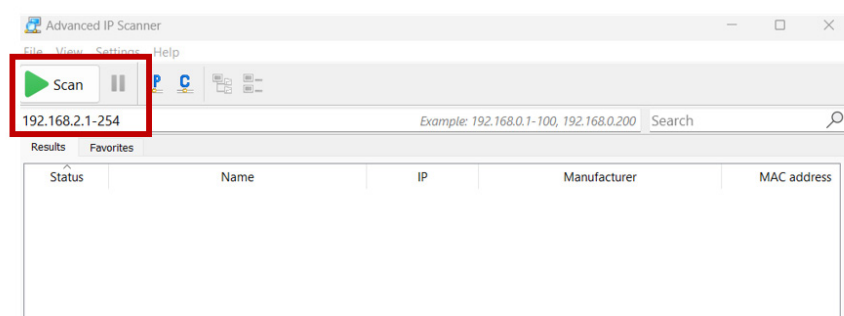 Advanced IP Scanner
File View Settings Help
Scan P C
192.168.2.1-254 Example: 192.168.0.1-100, 192.168.0.200 Search
Results Favorites
Status Name IP Manufacturer MAC address